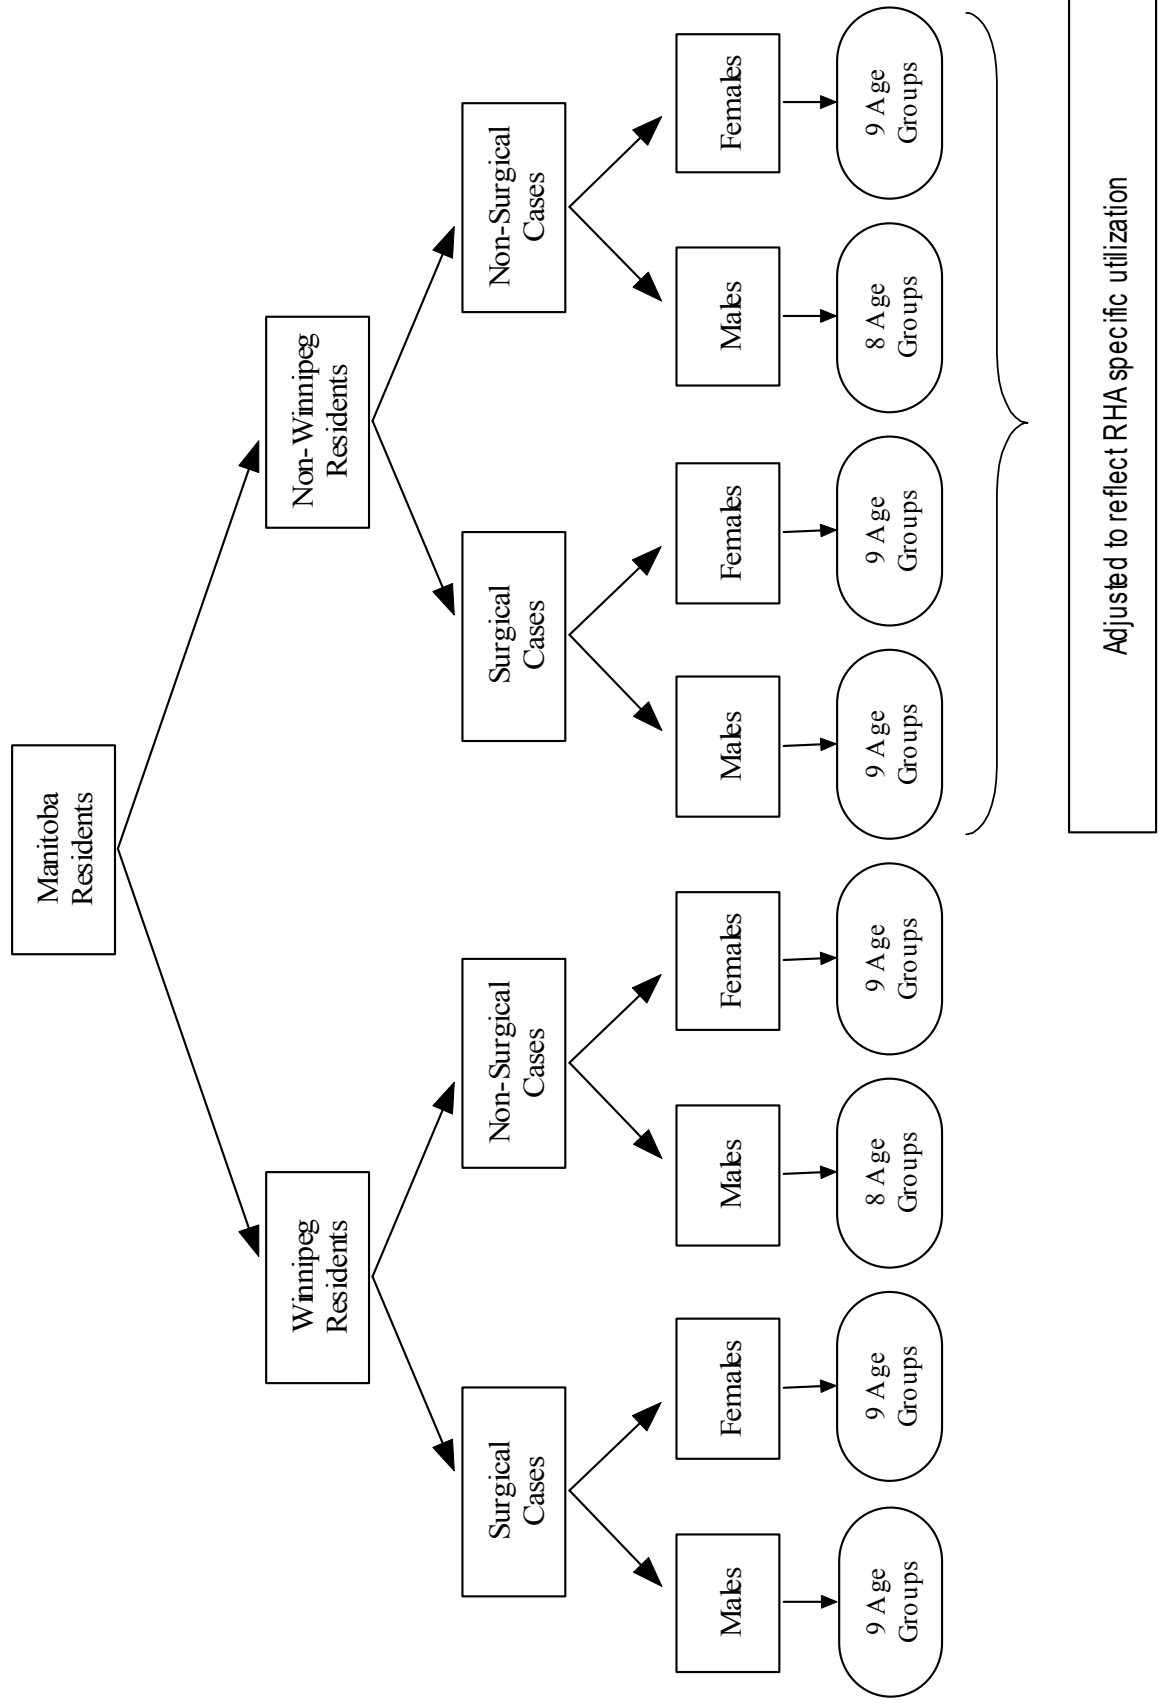 Manitoba
Residents
Winnipeg
Residents
Non-Winnipeg
Residents
Surgical
Cases
Non-Surgical
Cases
Surgical
Cases
Non-Surgical
Cases
Males
Females
Males
Females
Males
Females
Males
Females
9 Age
Groups
9 Age
Groups
8 Age
Groups
9 Age
Groups
9 Age
Groups
9 Age
Groups
8 Age
Groups
9 Age
Groups
Adjusted to reflect RHA specific utilization